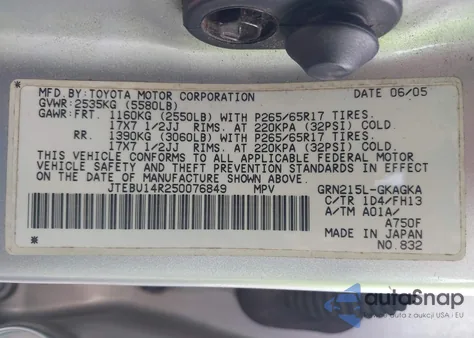 MFD.BY:TOYOTA MOTOR CORPORATION DATE 06/05
GVWR: 2535KG (5580LB)
GAWR: FRT. 1160KG (2550LB) WITH P265/65R17 TIRES.
17X7 1/2JJ RIMS. AT 220KPA (32PSI) COLD.
RR. 1390KG (3060LB) WITH P265/65R17 TIRES.
17X7 1/2JJ RIMS. AT 220KPA (32PSI) COLD.
THIS VEHICLE CONFORMS TO ALL APPLICABLE FEDERAL MOTOR
VEHICLE SAFETY AND THEFT PREVENTION STANDARDS IN EFFECT
ON THE DATE OF MANUFACTURE SHOWN ABOVE.
JTEBU14R250076849 MPV GRN215L-GKAGKA
C/TR 1D4/FH13
A/TM A01A/
A750F
MADE IN JAPAN
NO.832
autoSnap
auta z aukcji USA i EU